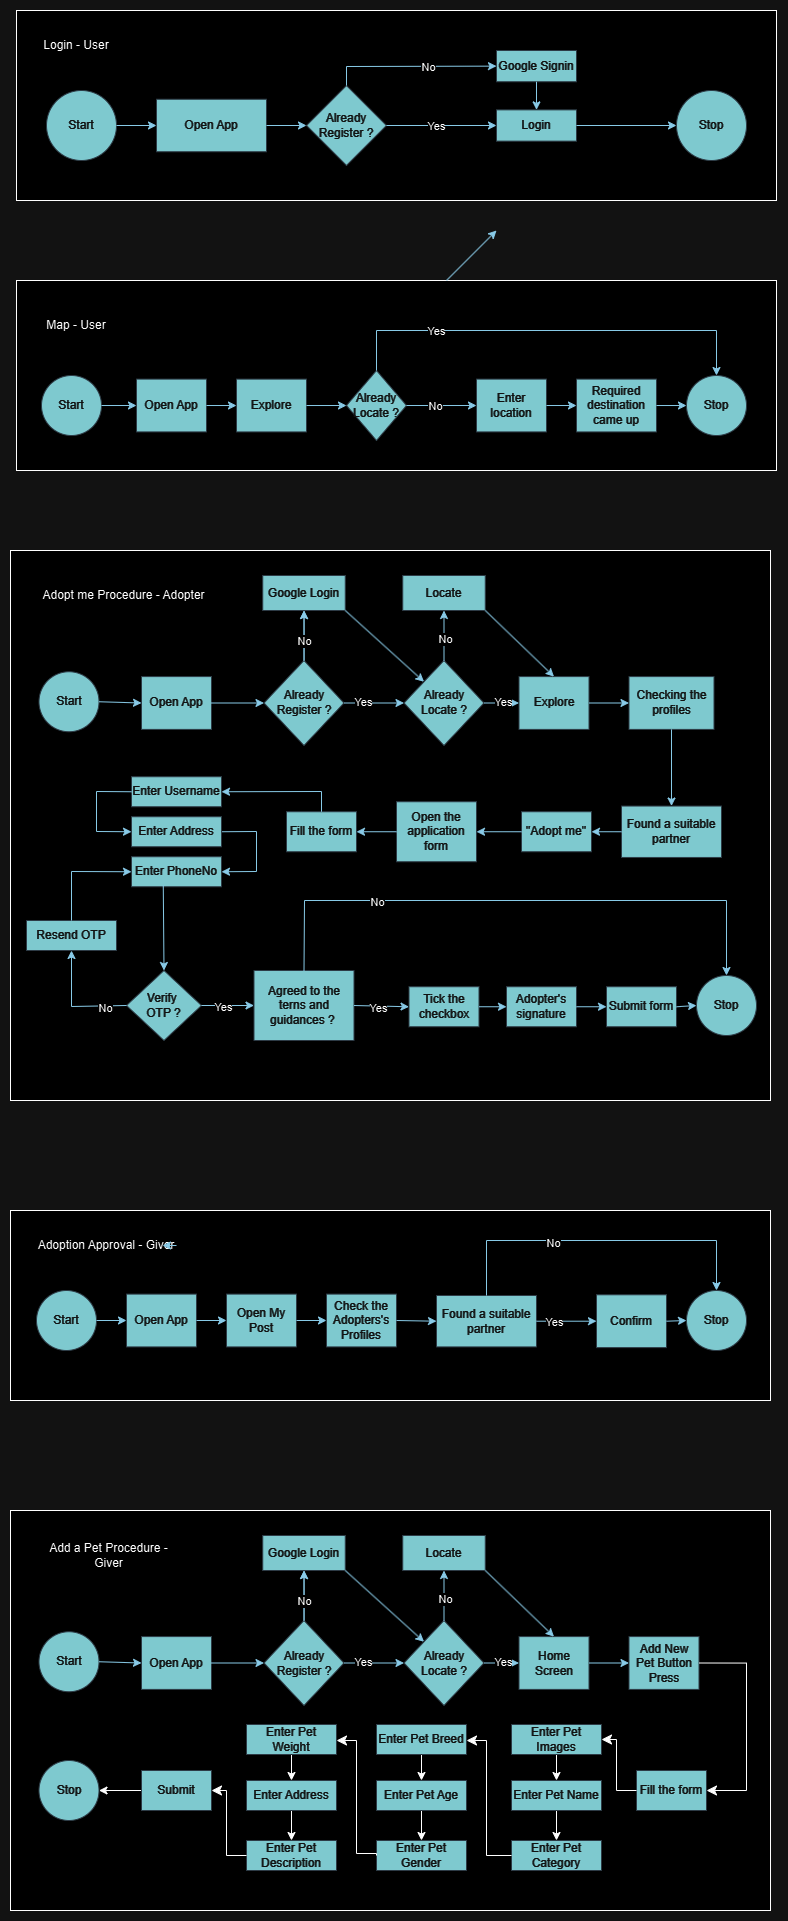 Login - User
Start
Open App
Already
Register ?
No
Yes
Google Signin
Login
Stop
Map - User
Start
Open App
Explore
Already
Locate ?
Yes
No
Enter
location
Required
destination
came up
Stop
Adopt me Procedure - Adopter
Google Login
Locate
No
No
Start
Open App
Already
Register ?
Yes
Already
Locate ?
Yes
Explore
Checking the
profiles
Found a suitable
partner
"Adopt me"
Open the
application
form
Fill the form
Enter Username
Enter Address
Enter PhoneNo
Resend OTP
No
Verify
OTP ?
Yes
Agreed to the
terns and
guidances ?
No
Yes
Tick the
checkbox
Adopter's
signature
Submit form
Stop
Adoption Approval - Giver
Start
Open App
Open My
Post
Check the
Adopters's
Profiles
Found a suitable
partner
No
Yes
Confirm
Stop
Add a Pet Procedure -
Giver
Google Login
Locate
No
No
Start
Open App
Already
Register ?
Yes
Already
Locate ?
Yes
Home
Screen
Add New
Pet Button
Press
Fill the form
Enter Pet
Images
Enter Pet Name
Enter Pet
Category
Enter Pet Breed
Enter Pet Age
Enter Pet
Gender
Enter Pet
Weight
Enter Address
Enter Pet
Description
Submit
Stop